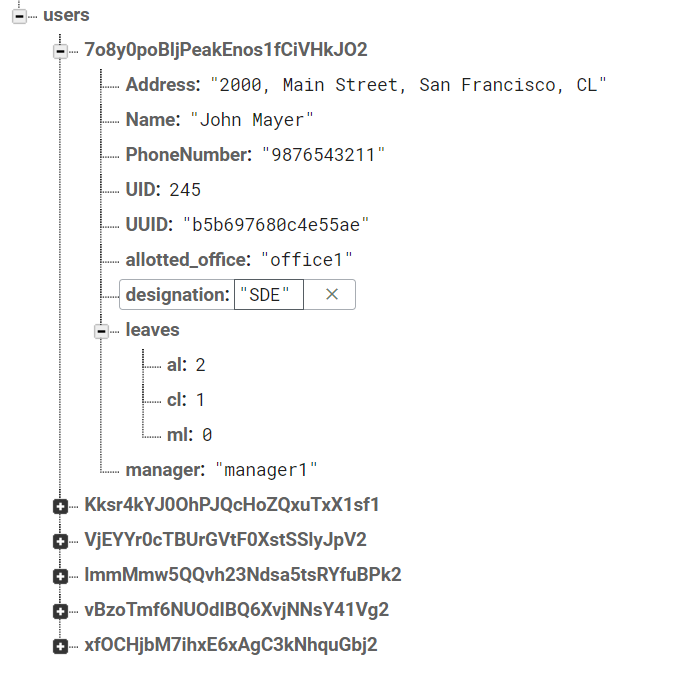 users
7o8y0poBljPeakEnos1fCiVHkJO2
Address: "2000, Main Street, San Francisco, CL"
Name: "John Mayer"
PhoneNumber: "9876543211"
UID: 245
UUID: "b5b697680c4e55ae"
allotted_office: "office1"
designation: "SDE" ×
leaves
al: 2
cl: 1
ml: 0
manager: "manager1"
Kksr4kYJ0OhPJQcHoZQxuTxX1sf1
VjEYYr0cTBUrGVtF0XstSSlyJpV2
lmmMmw5QQvh23Ndsa5tsRYfuBPk2
vBzoTmf6NUOdlBQ6XvjNNsY41Vg2
xfOCHjbM7ihxE6xAgC3kNhquGbj2